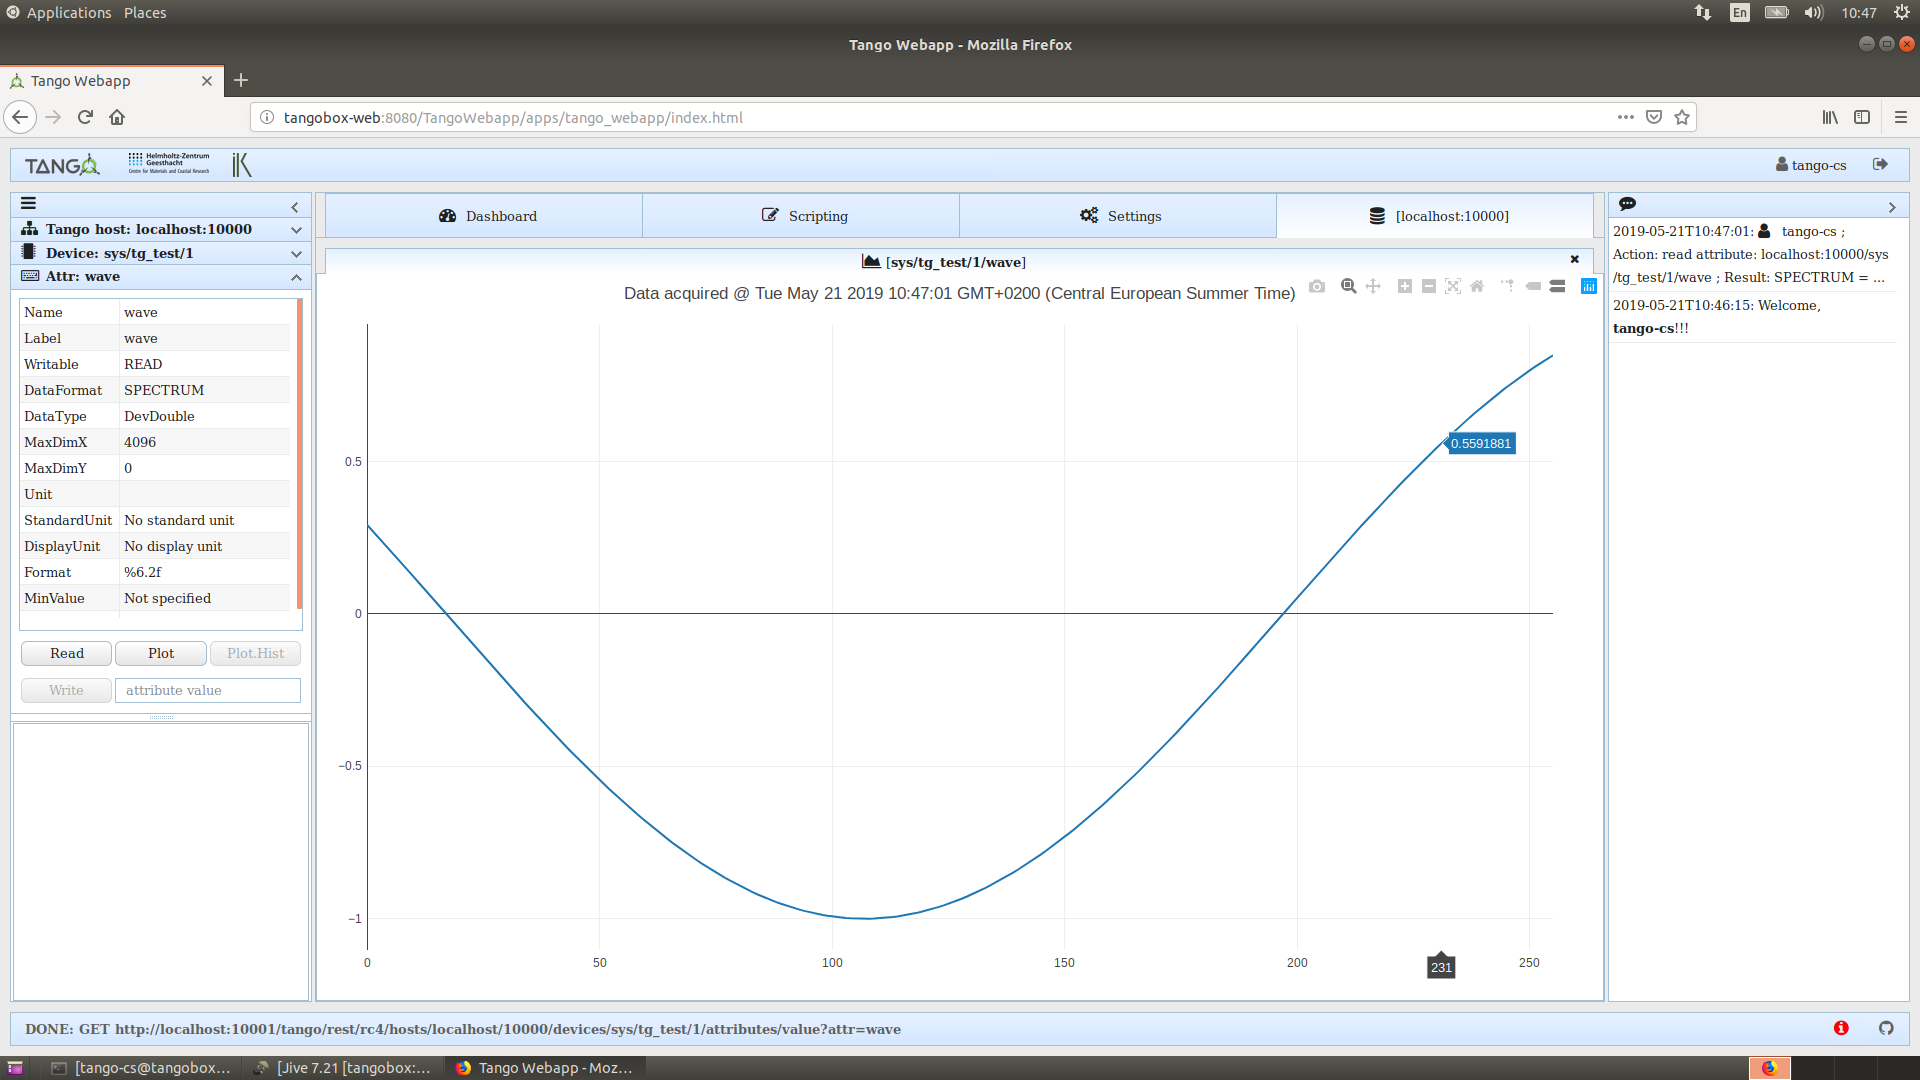 Applications Places
En
10:47
Tango Webapp - Mozilla Firefox
Tango Webapp
tangobox-web:8080/TangoWebapp/apps/tango_webapp/index.html
TANGO
Helmholtz-Zentrum
Geesthacht
Centre for Materials and Coastal Research
tango-cs
Tango host: localhost:10000
Device: sys/tg_test/1
Attr: wave
Name wave
Label wave
Writable READ
DataFormat SPECTRUM
DataType DevDouble
MaxDimX 4096
MaxDimY 0
Unit
StandardUnit No standard unit
DisplayUnit No display unit
Format %6.2f
MinValue Not specified
Read Plot Plot.Hist
Write attribute value
Dashboard Scripting Settings [localhost:10000]
[sys/tg_test/1/wave]
Data acquired @ Tue May 21 2019 10:47:01 GMT+0200 (Central European Summer Time)
0.5
0
−0.5
−1
0.5591881
0 50 100 150 200 250
231
2019-05-21T10:47:01: tango-cs ;
Action: read attribute: localhost:10000/sys
/tg_test/1/wave ; Result: SPECTRUM = ...
2019-05-21T10:46:15: Welcome,
tango-cs!!!
DONE: GET http://localhost:10001/tango/rest/rc4/hosts/localhost/10000/devices/sys/tg_test/1/attributes/value?attr=wave
[tango-cs@tangobox... [Jive 7.21 [tangobox:... Tango Webapp - Moz...